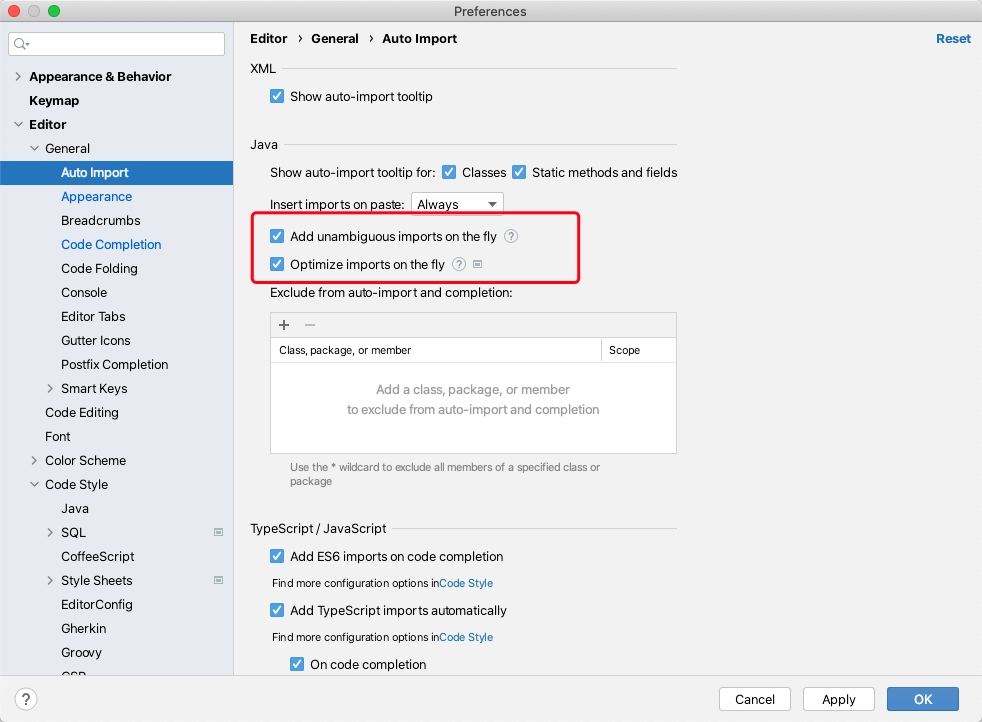 Preferences
Editor › General › Auto Import
Reset
Appearance & Behavior
Keymap
Editor
General
Auto Import
Appearance
Breadcrumbs
Code Completion
Code Folding
Console
Editor Tabs
Gutter Icons
Postfix Completion
Smart Keys
Code Editing
Font
Color Scheme
Code Style
Java
SQL
CoffeeScript
Style Sheets
EditorConfig
Gherkin
Groovy
XML
Show auto-import tooltip
Java
Show auto-import tooltip for: Classes Static methods and fields
Insert imports on paste: Always
Add unambiguous imports on the fly ?
Optimize imports on the fly ?
Exclude from auto-import and completion:
+ −
Class, package, or member Scope
Add a class, package, or member
to exclude from auto-import and completion
Use the * wildcard to exclude all members of a specified class or
package
TypeScript / JavaScript
Add ES6 imports on code completion
Find more configuration options inCode Style
Add TypeScript imports automatically
Find more configuration options inCode Style
On code completion
? Cancel Apply OK